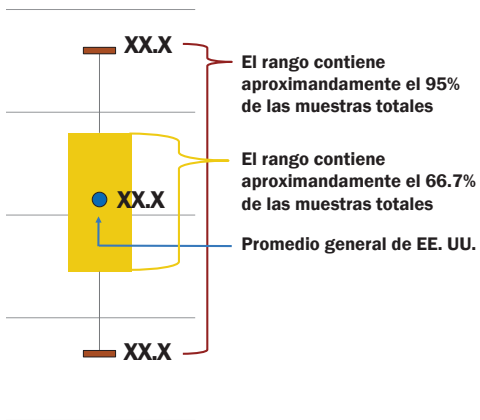 XX.X
El rango contiene
aproximandamente el 95%
de las muestras totales
El rango contiene
aproximandamente el 66.7%
de las muestras totales
XX.X
Promedio general de EE. UU.
XX.X